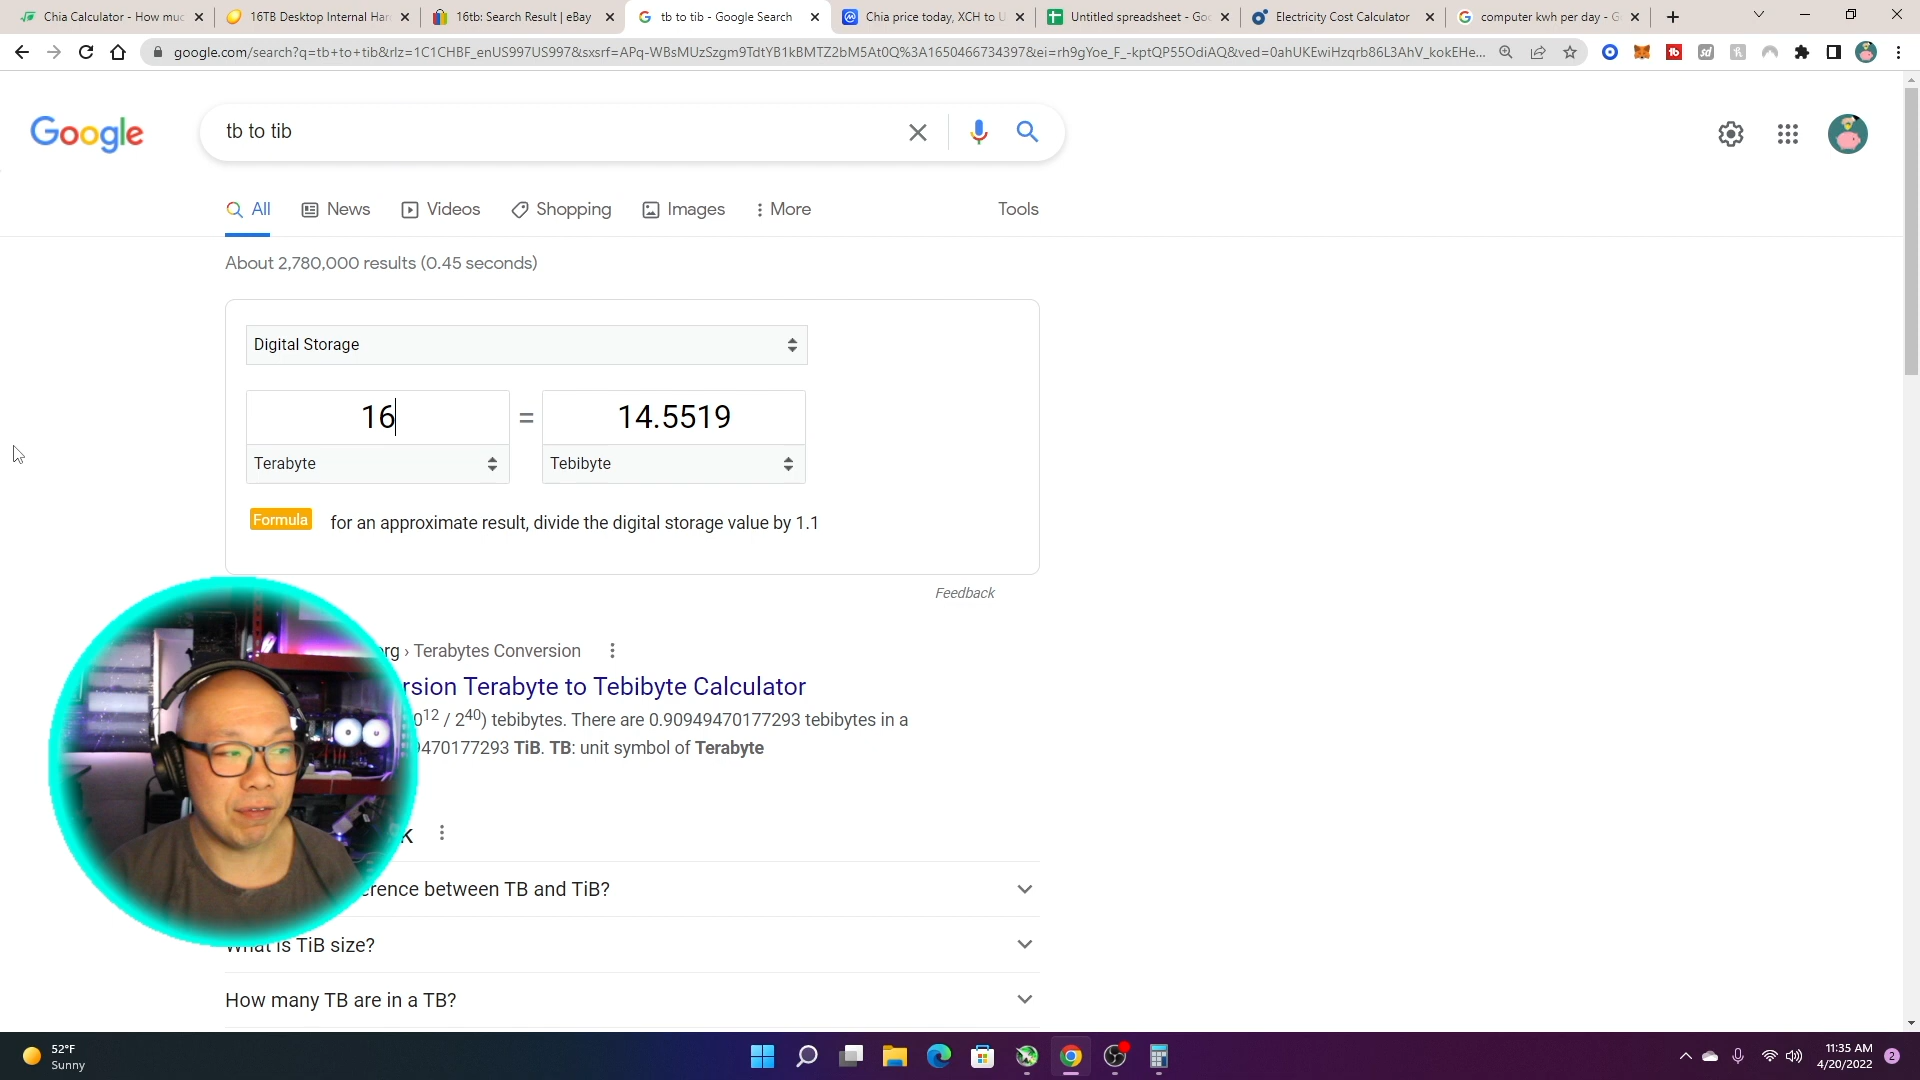 Chia Calculator - How muc
16TB Desktop Internal Har
16tb: Search Result | eBay
tb to tib - Google Search
Chia price today, XCH to U
Untitled spreadsheet - Goo
Electricity Cost Calculator
computer kwh per day - G
google.com/search?q=tb+to+tib&rlz=1C1CHBF_enUS997US997&sxsrf=APq-WBsMUzSzgm9TdtYB1kBMTZ2bM5At0Q%3A1650466734397&ei=rh9gYoe_F_-kptQP55OdiAQ&ved=0ahUKEwiHzqrb86L3AhV_kokEHe...
Google
tb to tib
All
News
Videos
Shopping
Images
More
Tools
About 2,780,000 results (0.45 seconds)
Digital Storage
16
=
14.5519
Terabyte
Tebibyte
Formula
for an approximate result, divide the digital storage value by 1.1
Feedback
org › Terabytes Conversion
rsion Terabyte to Tebibyte Calculator
0¹² / 2⁴⁰) tebibytes. There are 0.90949470177293 tebibytes in a
9470177293 TiB. TB: unit symbol of Terabyte
k
erence between TB and TiB?
What is TiB size?
How many TB are in a TB?
52°F
Sunny
11:35 AM
4/20/2022
2